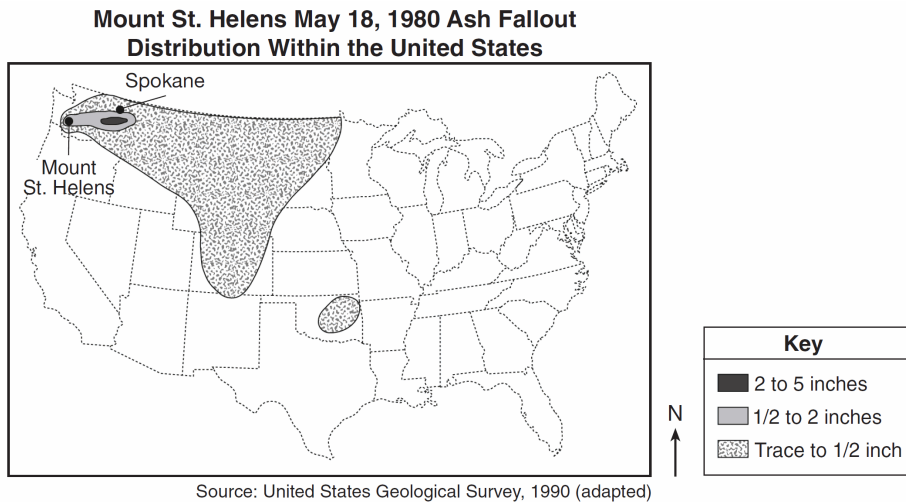 Mount St. Helens May 18, 1980 Ash Fallout
Distribution Within the United States
Spokane
Mount
St. Helens
N
Key
2 to 5 inches
1/2 to 2 inches
Trace to 1/2 inch
Source: United States Geological Survey, 1990 (adapted)